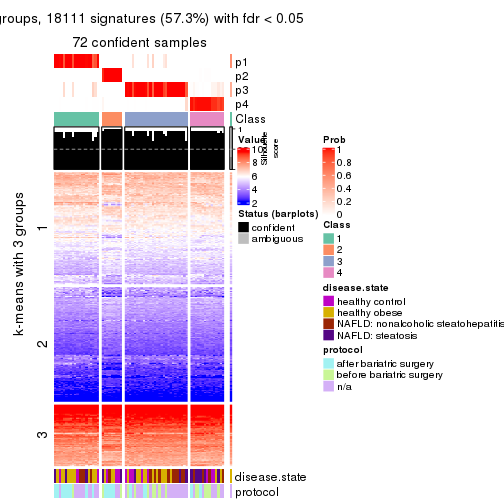 groups, 18111 signatures (57.3%) with fdr < 0.05
72 confident samples
p1
p2
p3
p4
Class
1
Silhouette
score
Value
10
8
6
4
2
Status (barplots)
confident
ambiguous
Prob
1
0.8
0.6
0.4
0.2
0
Class
1
2
3
4
disease.state
healthy control
healthy obese
NAFLD: nonalcoholic steatohepatitis
NAFLD: steatosis
protocol
after bariatric surgery
before bariatric surgery
n/a
k-means with 3 groups
1
2
3
disease.state
protocol